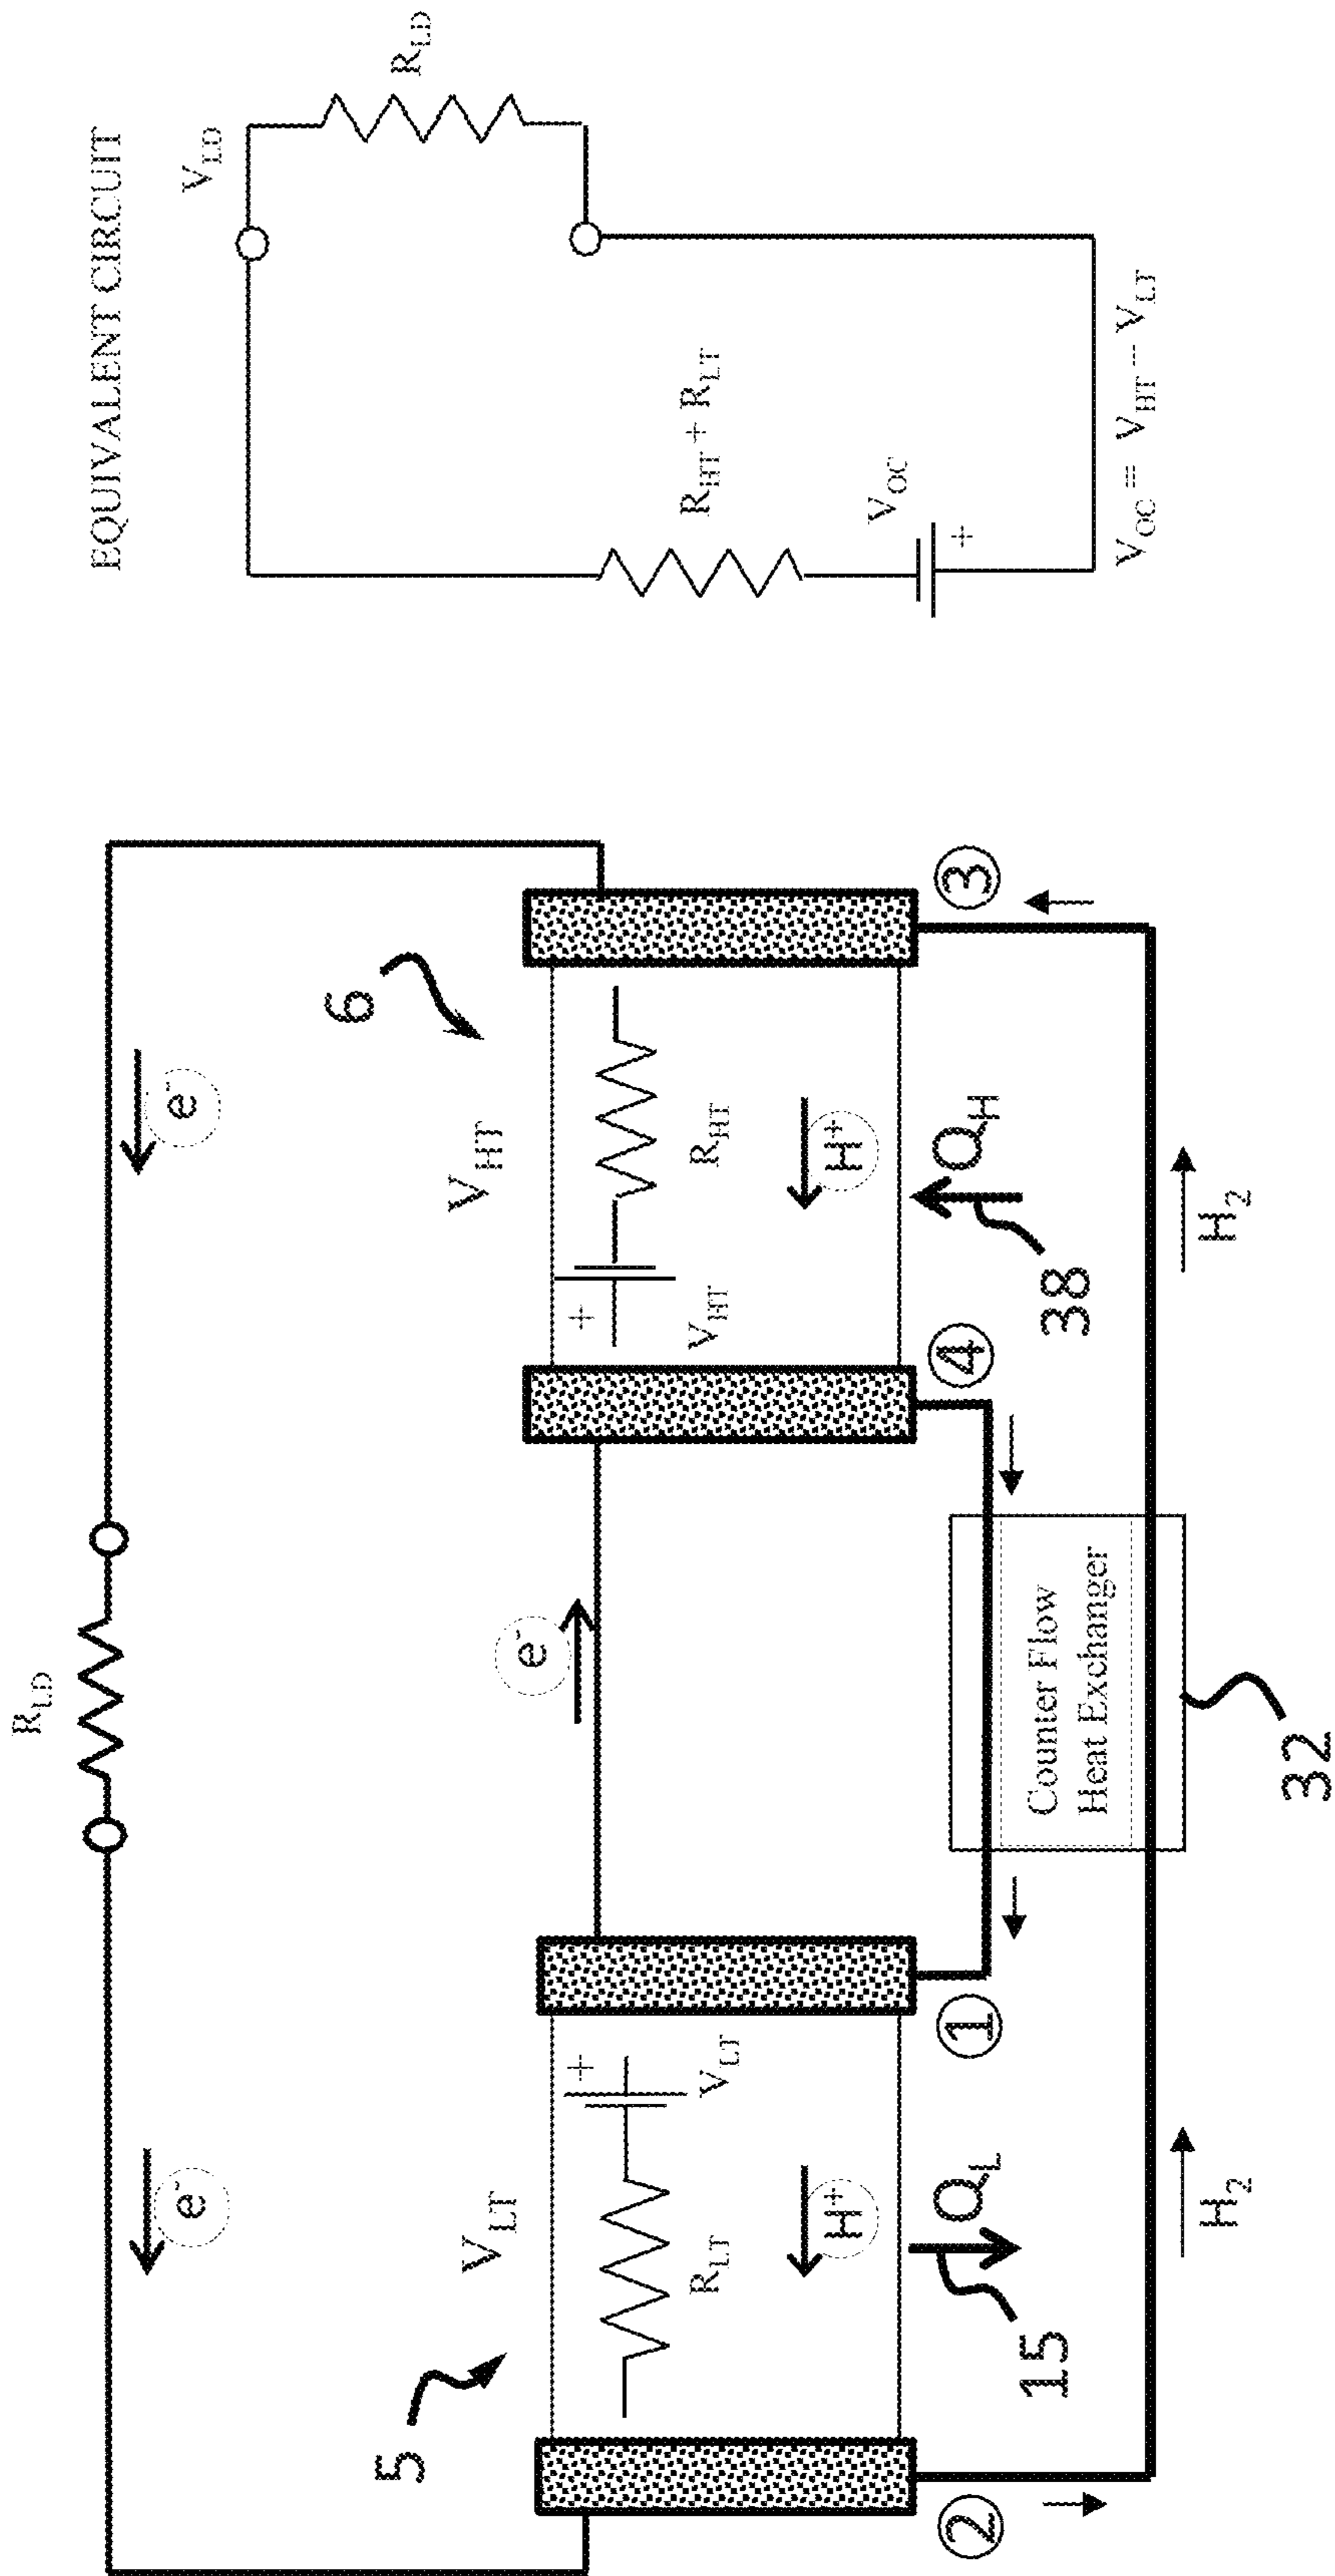 EQUIVALENT CIRCUIT
V_LD
R_LD
R_HT + R_LT
V_OC
+
V_OC = V_HT − V_LT
R_LD
e⁻
e⁻
e⁻
5
V_LT
6
V_HT
+
R_LT
V_LT
+
V_HT
R_HT
H⁺
H⁺
②
15
Q_L
①
④
38
Q_H
③
Counter Flow
Heat Exchanger
H₂
H₂
32